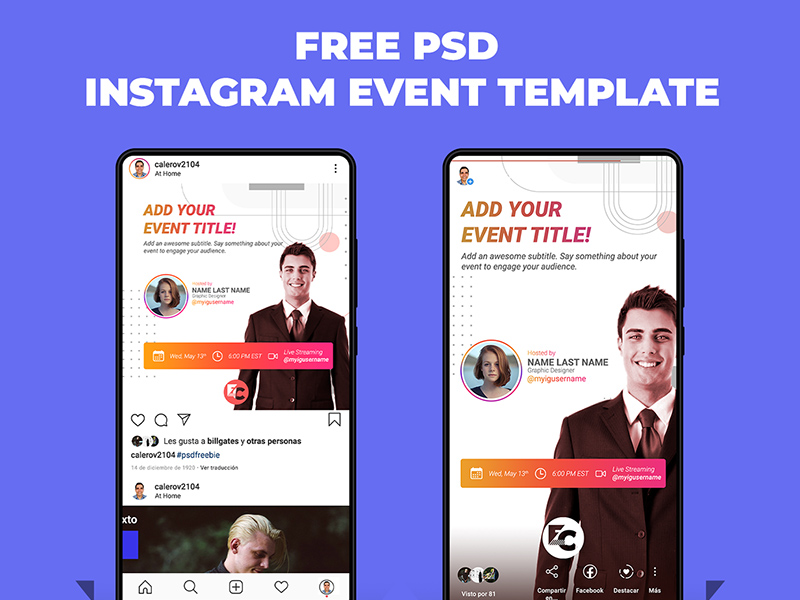 FREE PSD
INSTAGRAM EVENT TEMPLATE
calerov2104
At Home
ADD YOUR
EVENT TITLE!
Add an awesome subtitle. Say something about your
event to engage your audience.
Hosted by
NAME LAST NAME
Graphic Designer
@myigusername
Wed, May 13th
6:00 PM EST
Live Streaming
@myigusername
EC
Les gusta a billgates y otras personas
calerov2104 #psdfreebie
14 de diciembre de 1920 · Ver traducción
calerov2104
At Home
xto
ADD YOUR
EVENT TITLE!
Add an awesome subtitle. Say something about your
event to engage your audience.
Hosted by
NAME LAST NAME
Graphic Designer
@myigusername
Wed, May 13th
6:00 PM EST
Live Streaming
@myigusername
EC
Visto por 81
Compartir
en...
Facebook
Destacar
Más